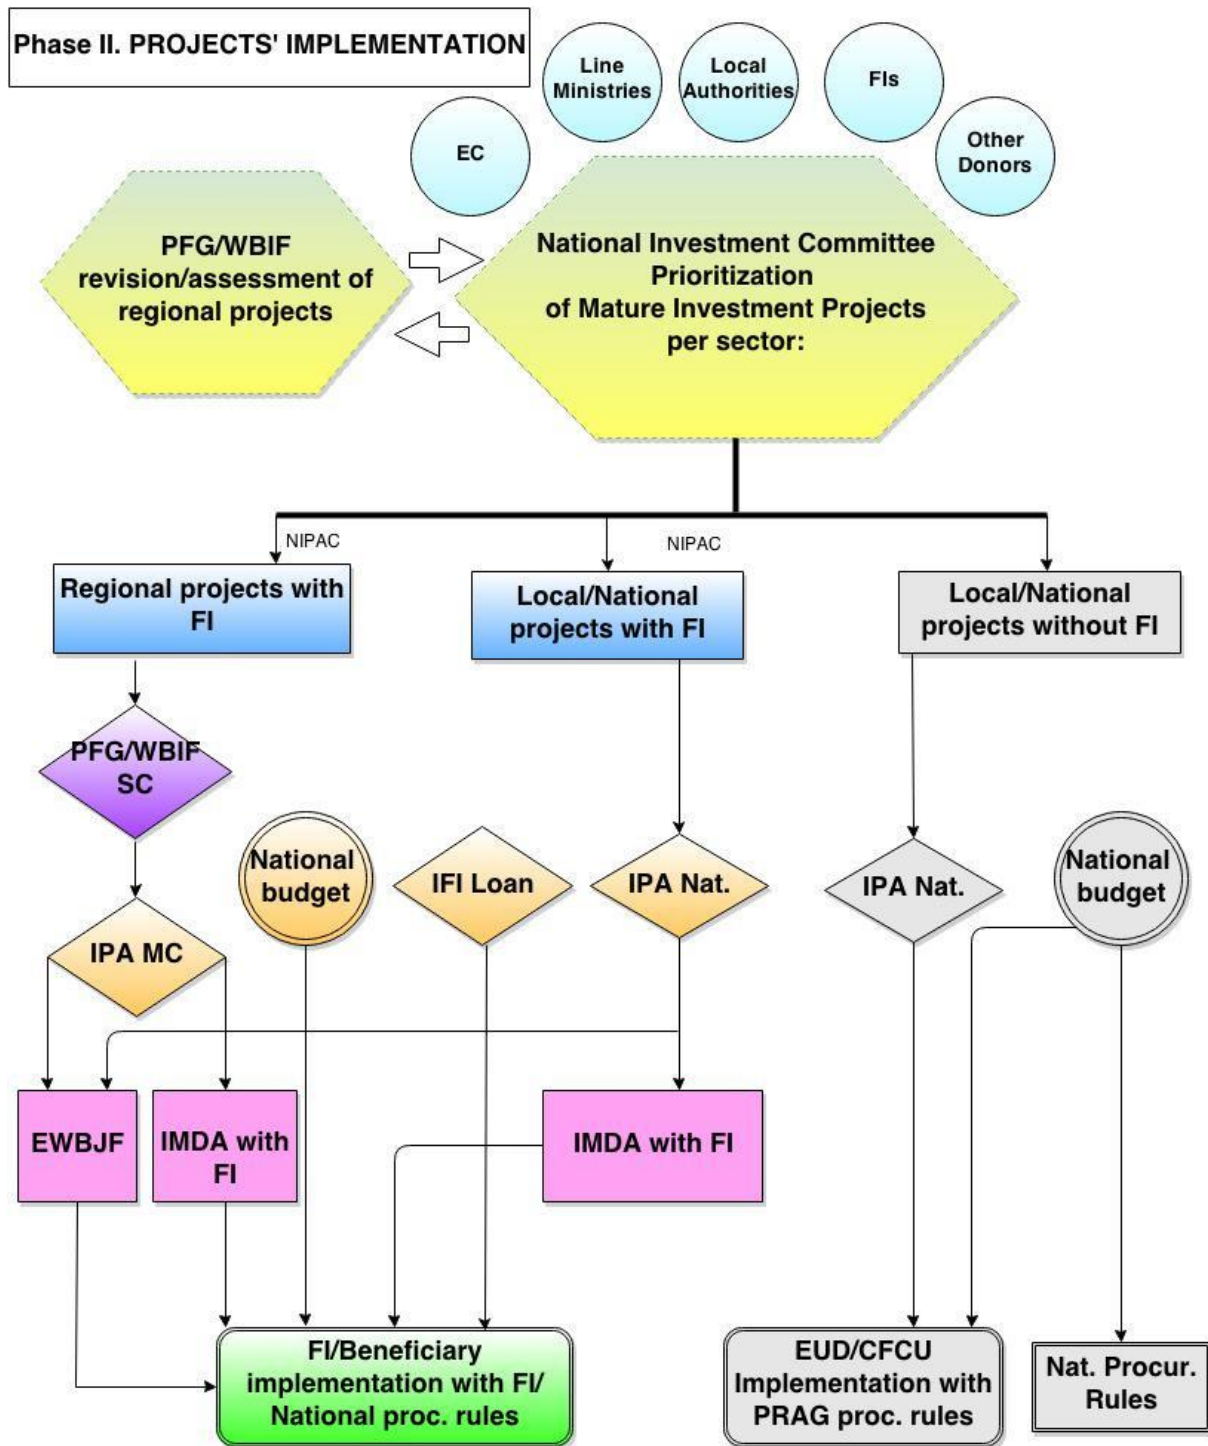 Phase II. PROJECTS' IMPLEMENTATION
Line
Ministries
Local
Authorities
FIs
EC
Other
Donors
PFG/WBIF
revision/assessment of
regional projects
National Investment Committee
Prioritization
of Mature Investment Projects
per sector:
NIPAC
NIPAC
Regional projects with
FI
Local/National
projects with FI
Local/National
projects without FI
PFG/WBIF
SC
National
budget
IFI Loan
IPA Nat.
IPA Nat.
National
budget
IPA MC
EWBJF
IMDA with
FI
IMDA with FI
FI/Beneficiary
implementation with FI/
National proc. rules
EUD/CFCU
Implementation with
PRAG proc. rules
Nat. Procur.
Rules